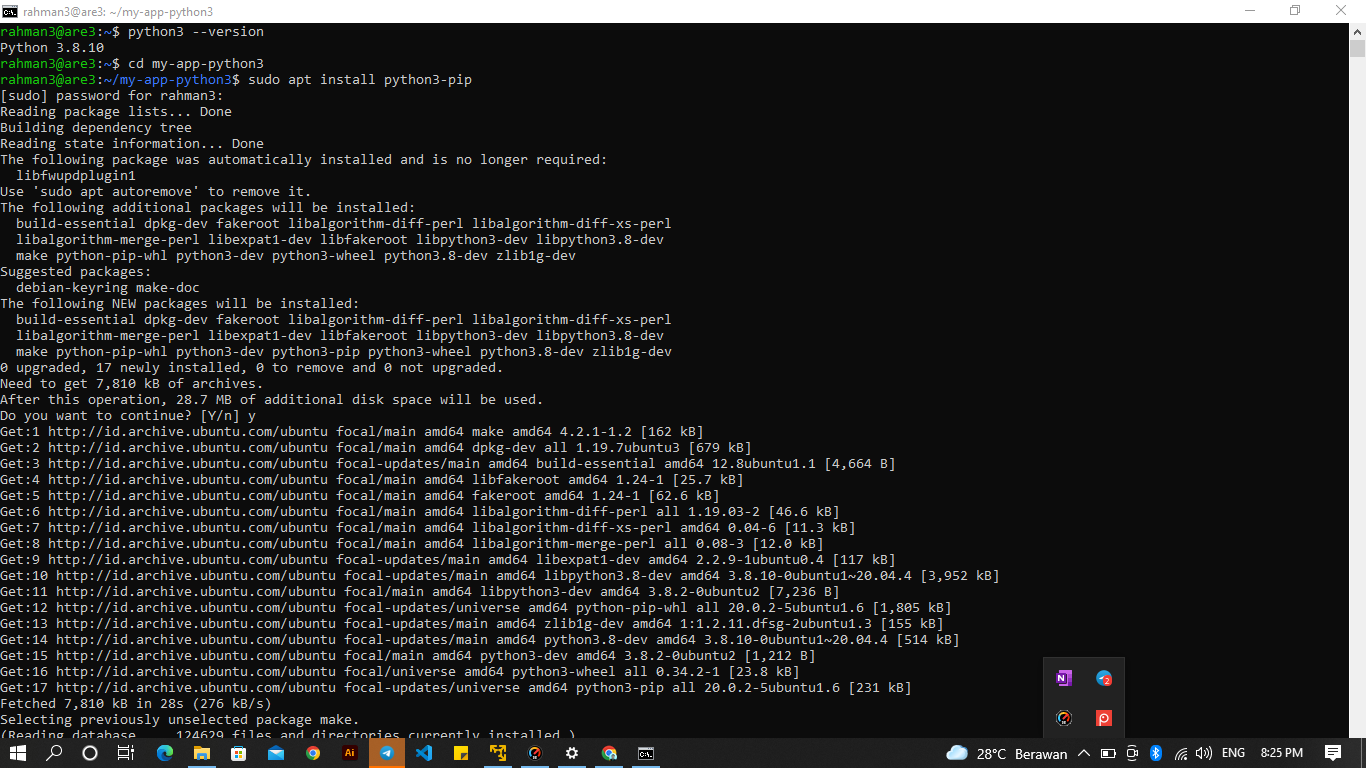 rahman3@are3: ~/my-app-python3
rahman3@are3:~$ python3 --version
Python 3.8.10
rahman3@are3:~$ cd my-app-python3
rahman3@are3:~/my-app-python3$ sudo apt install python3-pip
[sudo] password for rahman3:
Reading package lists... Done
Building dependency tree
Reading state information... Done
The following package was automatically installed and is no longer required:
  libfwupdplugin1
Use 'sudo apt autoremove' to remove it.
The following additional packages will be installed:
  build-essential dpkg-dev fakeroot libalgorithm-diff-perl libalgorithm-diff-xs-perl
  libalgorithm-merge-perl libexpat1-dev libfakeroot libpython3-dev libpython3.8-dev
  make python-pip-whl python3-dev python3-wheel python3.8-dev zlib1g-dev
Suggested packages:
  debian-keyring make-doc
The following NEW packages will be installed:
  build-essential dpkg-dev fakeroot libalgorithm-diff-perl libalgorithm-diff-xs-perl
  libalgorithm-merge-perl libexpat1-dev libfakeroot libpython3-dev libpython3.8-dev
  make python-pip-whl python3-dev python3-pip python3-wheel python3.8-dev zlib1g-dev
0 upgraded, 17 newly installed, 0 to remove and 0 not upgraded.
Need to get 7,810 kB of archives.
After this operation, 28.7 MB of additional disk space will be used.
Do you want to continue? [Y/n] y
Get:1 http://id.archive.ubuntu.com/ubuntu focal/main amd64 make amd64 4.2.1-1.2 [162 kB]
Get:2 http://id.archive.ubuntu.com/ubuntu focal/main amd64 dpkg-dev all 1.19.7ubuntu3 [679 kB]
Get:3 http://id.archive.ubuntu.com/ubuntu focal-updates/main amd64 build-essential amd64 12.8ubuntu1.1 [4,664 B]
Get:4 http://id.archive.ubuntu.com/ubuntu focal/main amd64 libfakeroot amd64 1.24-1 [25.7 kB]
Get:5 http://id.archive.ubuntu.com/ubuntu focal/main amd64 fakeroot amd64 1.24-1 [62.6 kB]
Get:6 http://id.archive.ubuntu.com/ubuntu focal/main amd64 libalgorithm-diff-perl all 1.19.03-2 [46.6 kB]
Get:7 http://id.archive.ubuntu.com/ubuntu focal/main amd64 libalgorithm-diff-xs-perl amd64 0.04-6 [11.3 kB]
Get:8 http://id.archive.ubuntu.com/ubuntu focal/main amd64 libalgorithm-merge-perl all 0.08-3 [12.0 kB]
Get:9 http://id.archive.ubuntu.com/ubuntu focal-updates/main amd64 libexpat1-dev amd64 2.2.9-1ubuntu0.4 [117 kB]
Get:10 http://id.archive.ubuntu.com/ubuntu focal-updates/main amd64 libpython3.8-dev amd64 3.8.10-0ubuntu1~20.04.4 [3,952 kB]
Get:11 http://id.archive.ubuntu.com/ubuntu focal/main amd64 libpython3-dev amd64 3.8.2-0ubuntu2 [7,236 B]
Get:12 http://id.archive.ubuntu.com/ubuntu focal-updates/universe amd64 python-pip-whl all 20.0.2-5ubuntu1.6 [1,805 kB]
Get:13 http://id.archive.ubuntu.com/ubuntu focal-updates/main amd64 zlib1g-dev amd64 1:1.2.11.dfsg-2ubuntu1.3 [155 kB]
Get:14 http://id.archive.ubuntu.com/ubuntu focal-updates/main amd64 python3.8-dev amd64 3.8.10-0ubuntu1~20.04.4 [514 kB]
Get:15 http://id.archive.ubuntu.com/ubuntu focal/main amd64 python3-dev amd64 3.8.2-0ubuntu2 [1,212 B]
Get:16 http://id.archive.ubuntu.com/ubuntu focal/universe amd64 python3-wheel all 0.34.2-1 [23.8 kB]
Get:17 http://id.archive.ubuntu.com/ubuntu focal-updates/universe amd64 python3-pip all 20.0.2-5ubuntu1.6 [231 kB]
Fetched 7,810 kB in 28s (276 kB/s)
Selecting previously unselected package make.
(Reading database ... 124629 files and directories currently installed.)
28°C Berawan ENG 8:25 PM